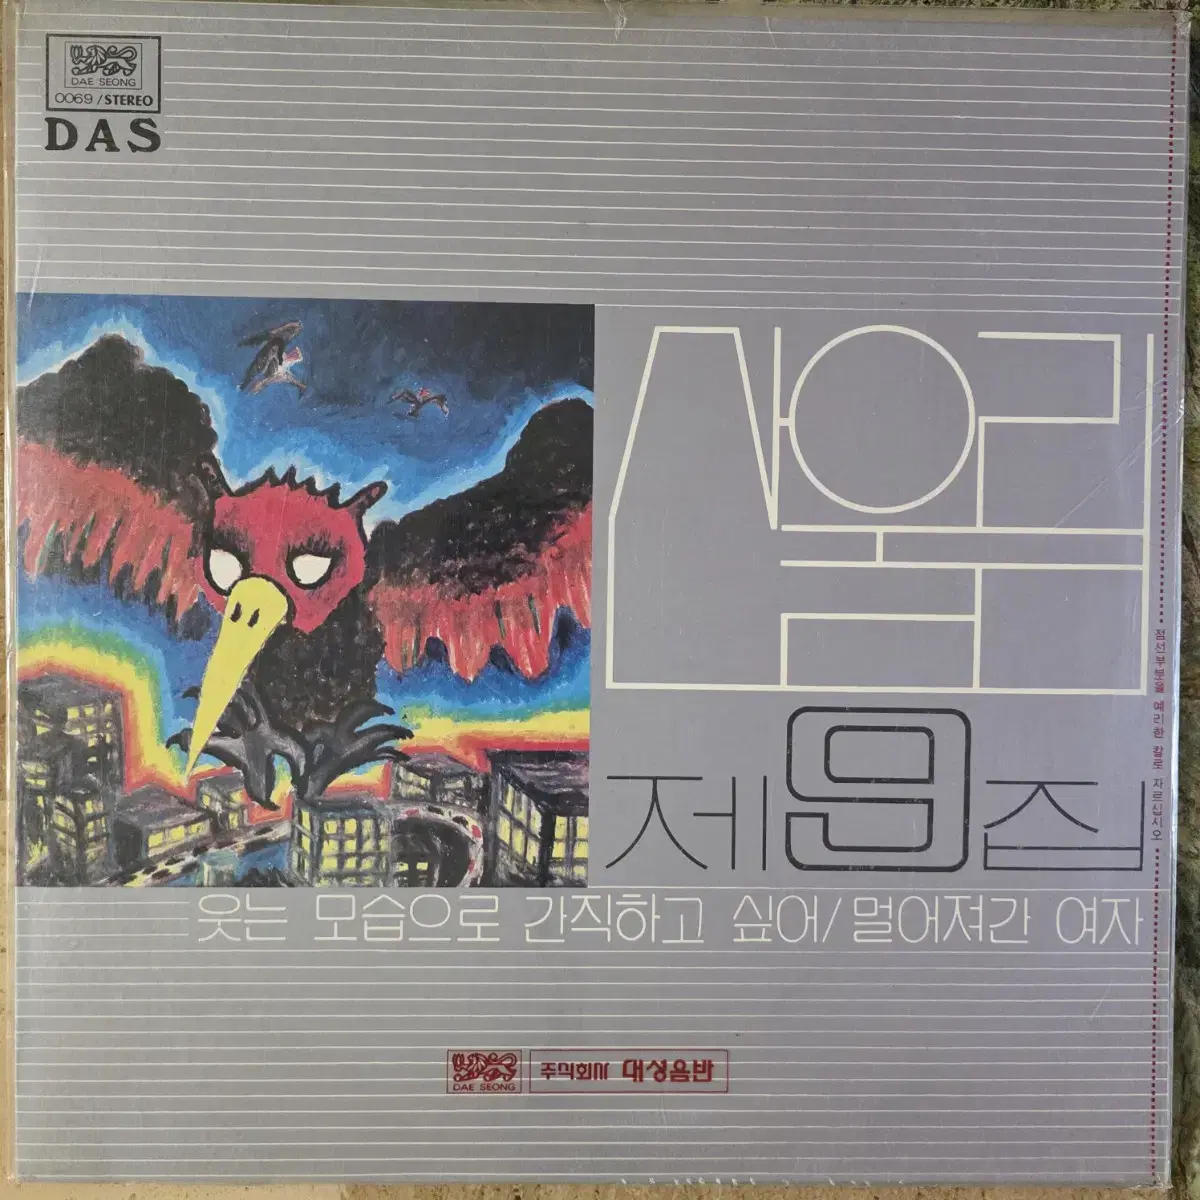 DAE SEONG
0069/STEREO
DAS
산울림
제9집
웃는 모습으로 간직하고 싶어/멀어져간 여자
점선부분을 예리한 칼로 자르십시오
DAE SEONG
주식회사 대성음반